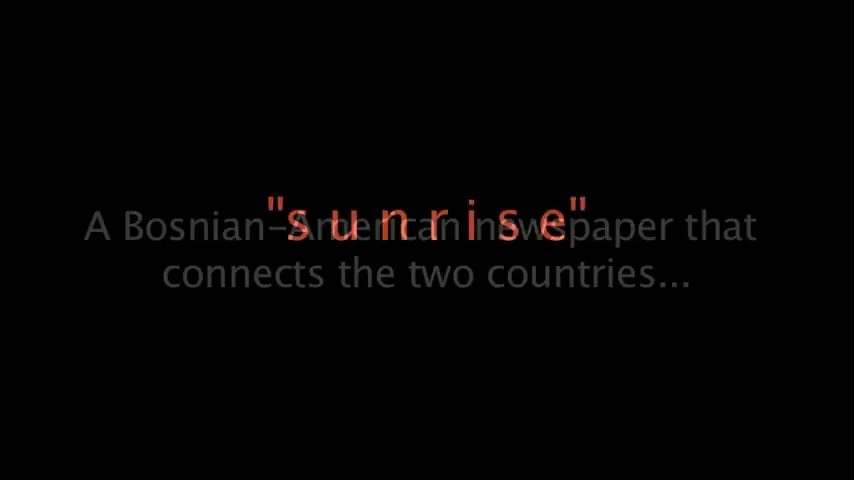 "sunrise"
A Bosnian-American newspaper that
connects the two countries...